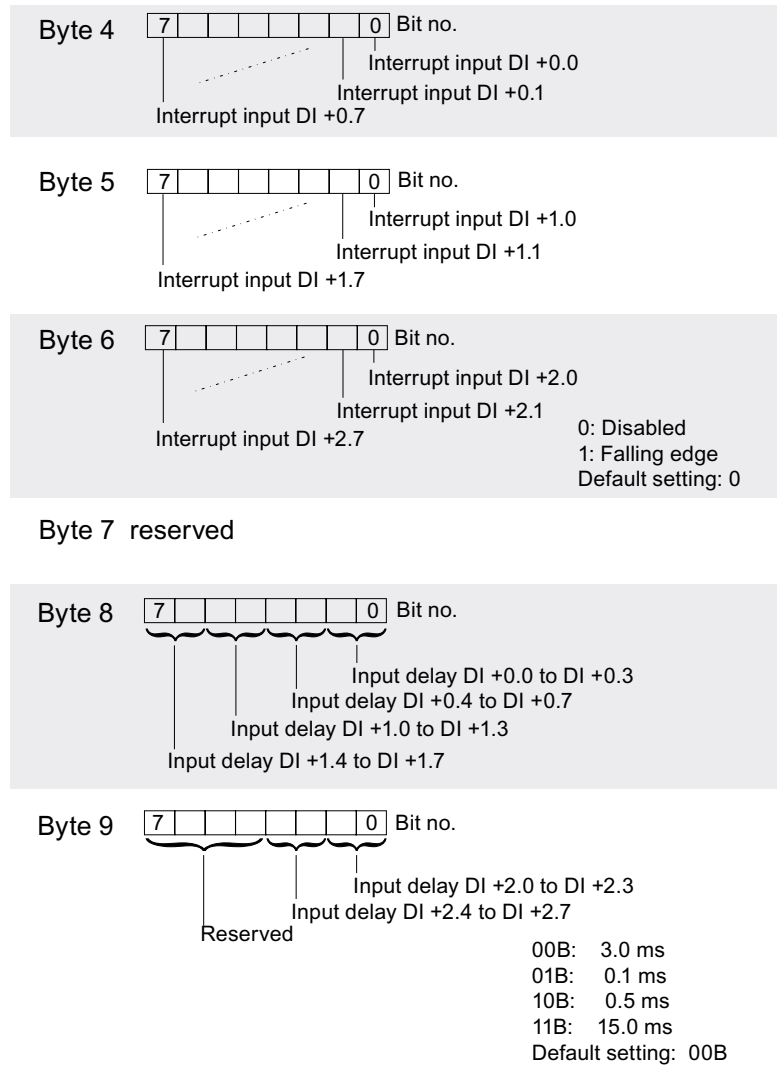 Byte 4 7 0 Bit no.
Interrupt input DI +0.0
Interrupt input DI +0.1
Interrupt input DI +0.7
Byte 5 7 0 Bit no.
Interrupt input DI +1.0
Interrupt input DI +1.1
Interrupt input DI +1.7
Byte 6 7 0 Bit no.
Interrupt input DI +2.0
Interrupt input DI +2.1
Interrupt input DI +2.7
0: Disabled
1: Falling edge
Default setting: 0
Byte 7 reserved
Byte 8 7 0 Bit no.
Input delay DI +0.0 to DI +0.3
Input delay DI +0.4 to DI +0.7
Input delay DI +1.0 to DI +1.3
Input delay DI +1.4 to DI +1.7
Byte 9 7 0 Bit no.
Input delay DI +2.0 to DI +2.3
Input delay DI +2.4 to DI +2.7
Reserved
00B: 3.0 ms
01B: 0.1 ms
10B: 0.5 ms
11B: 15.0 ms
Default setting: 00B